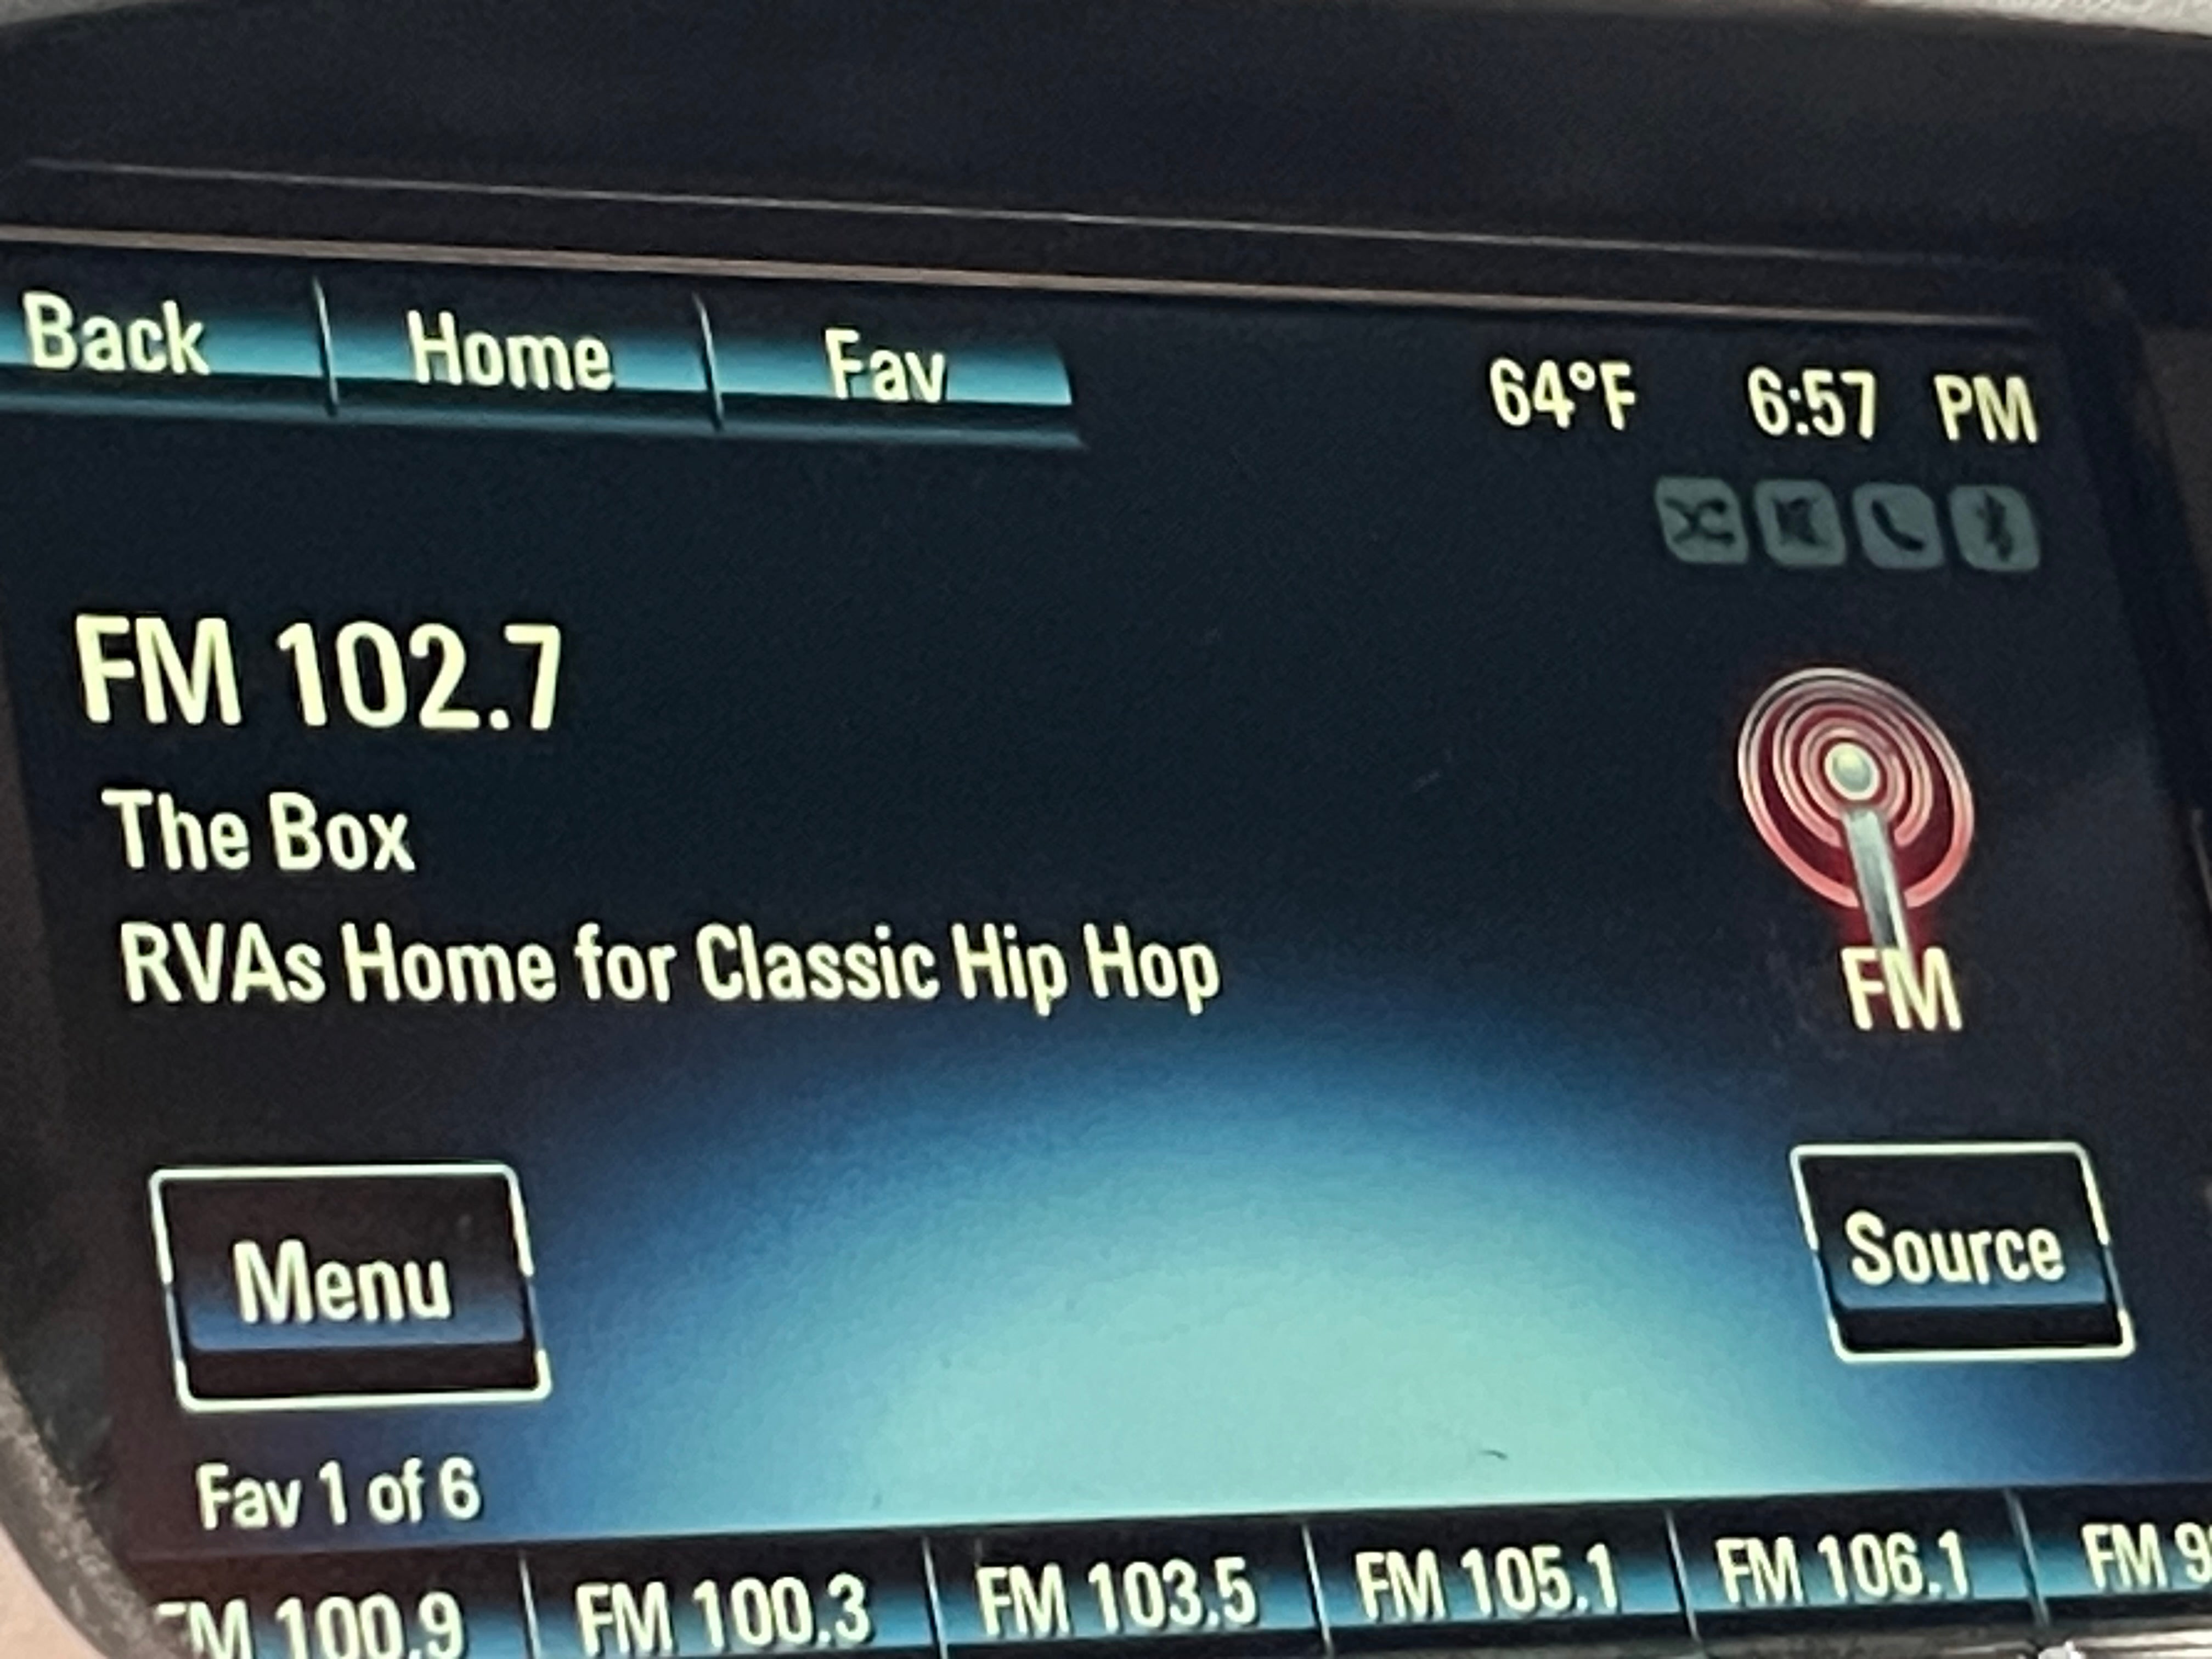 Back Home Fav 64°F 6:57 PM
FM 102.7
The Box
RVAs Home for Classic Hip Hop
FM
Menu
Source
Fav 1 of 6
FM 100.9 FM 100.3 FM 103.5 FM 105.1 FM 106.1 FM